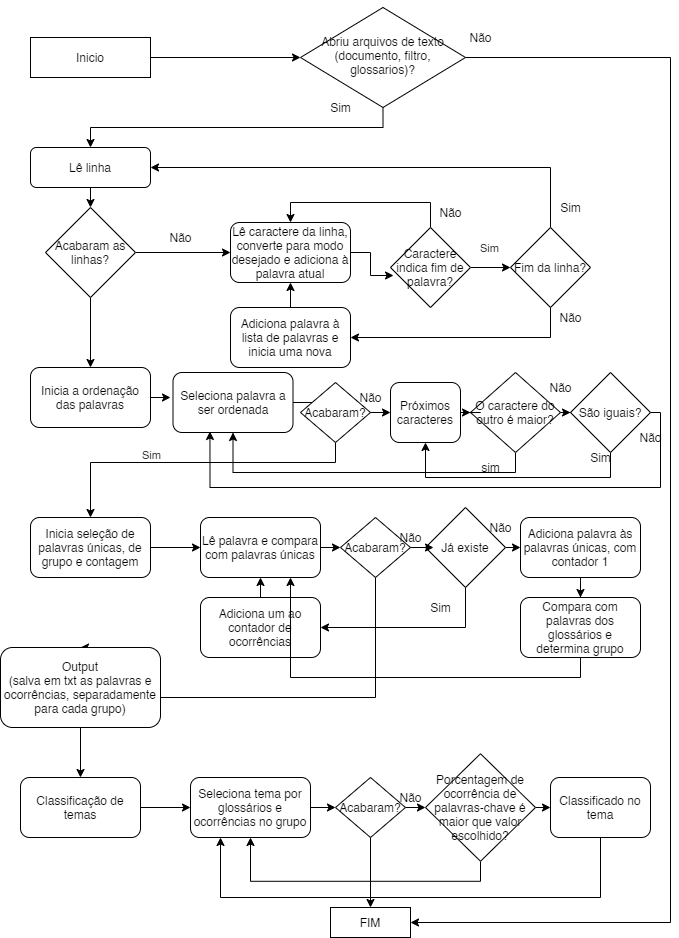 Inicio
Abriu arquivos de texto
(documento, filtro,
glossarios)?
Não
Sim
Lê linha
Acabaram as
linhas?
Não
Lê caractere da linha,
converte para modo
desejado e adiciona à
palavra atual
Não
Caractere
indica fim de
palavra?
Sim
Fim da linha?
Sim
Não
Adiciona palavra à
lista de palavras e
inicia uma nova
Inicia a ordenação
das palavras
Seleciona palavra a
ser ordenada
Acabaram?
Não
Próximos
caracteres
O caractere do
outro é maior?
Não
São iguais?
Não
Sim
sim
Sim
Inicia seleção de
palavras únicas, de
grupo e contagem
Lê palavra e compara
com palavras únicas
Acabaram?
Não
Já existe
Não
Adiciona palavra às
palavras únicas, com
contador 1
Sim
Adiciona um ao
contador de
ocorrências
Compara com
palavras dos
glossários e
determina grupo
Output
(salva em txt as palavras e
ocorrências, separadamente
para cada grupo)
Classificação de
temas
Seleciona tema por
glossários e
ocorrências no grupo
Acabaram?
Não
Porcentagem de
ocorrência de
palavras-chave é
maior que valor
escolhido?
Classificado no
tema
FIM